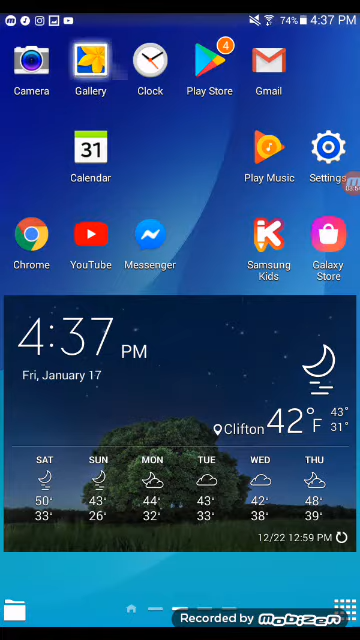 74% 4:37 PM
4
Camera Gallery Clock Play Store Gmail
31
Calendar Play Music Settings
Chrome YouTube Messenger Samsung Kids Galaxy Store
4:37 PM
Fri, January 17
Clifton 42°F 43° 31°
SAT SUN MON TUE WED THU
50° 43° 44° 43° 42° 48°
33° 26° 32° 33° 38° 39°
12/22 12:59 PM
Recorded by MOBIZEN